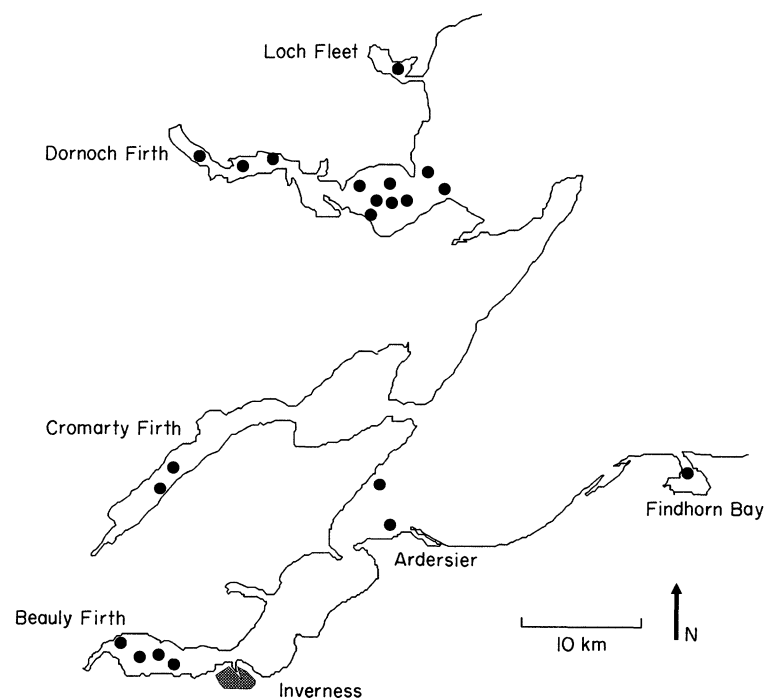 Loch Fleet
Dornoch Firth
Cromarty Firth
Findhorn Bay
Ardersier
Beauly Firth
10 km
N
Inverness